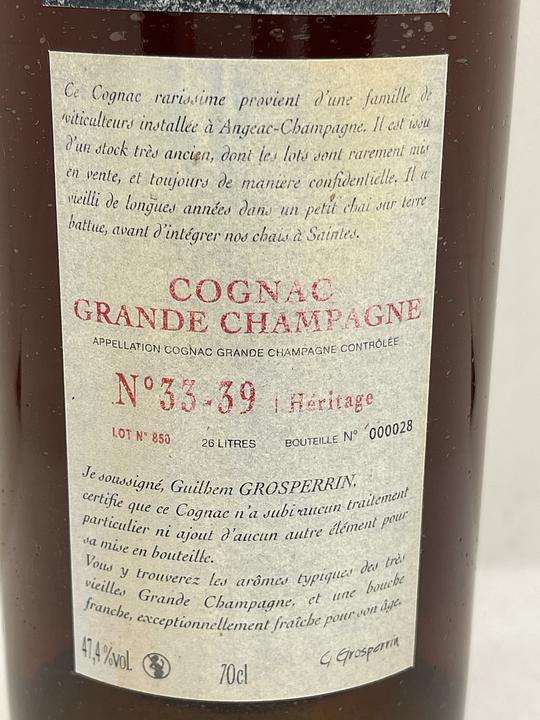 Ce Cognac rarissime provient d'une famille de
viticulteurs installée à Angeac-Champagne. Il est issu
d'un stock très ancien, dont les lots sont rarement mis
en vente, et toujours de manière confidentielle. Il a
vieilli de longues années dans un petit chai sur terre
battue, avant d'intégrer nos chais à Saintes.
COGNAC
GRANDE CHAMPAGNE
APPELLATION COGNAC GRANDE CHAMPAGNE CONTRÔLÉE
N° 33-39 | Héritage
LOT N° 850 26 LITRES BOUTEILLE N° 000028
Je soussigné, Guilhem GROSPERRIN,
certifie que ce Cognac n'a subi aucun traitement
particulier ni ajout d'aucun autre élément pour
sa mise en bouteille.
Vous y trouverez les arômes typiques des très
vieilles Grande Champagne, et une bouche
franche, exceptionnellement fraîche pour son âge.
47,4 %vol. 70cl G Grosperrin